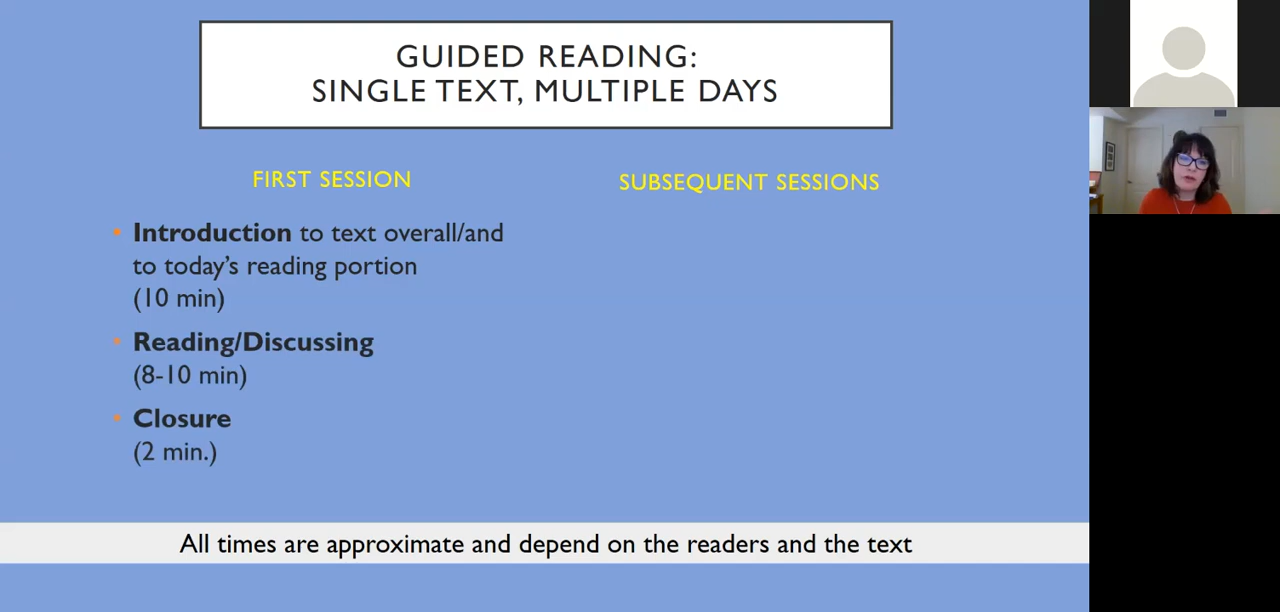 GUIDED READING:
SINGLE TEXT, MULTIPLE DAYS
FIRST SESSION
• Introduction to text overall/and
to today's reading portion
(10 min)
• Reading/Discussing
(8-10 min)
• Closure
(2 min.)
SUBSEQUENT SESSIONS
All times are approximate and depend on the readers and the text